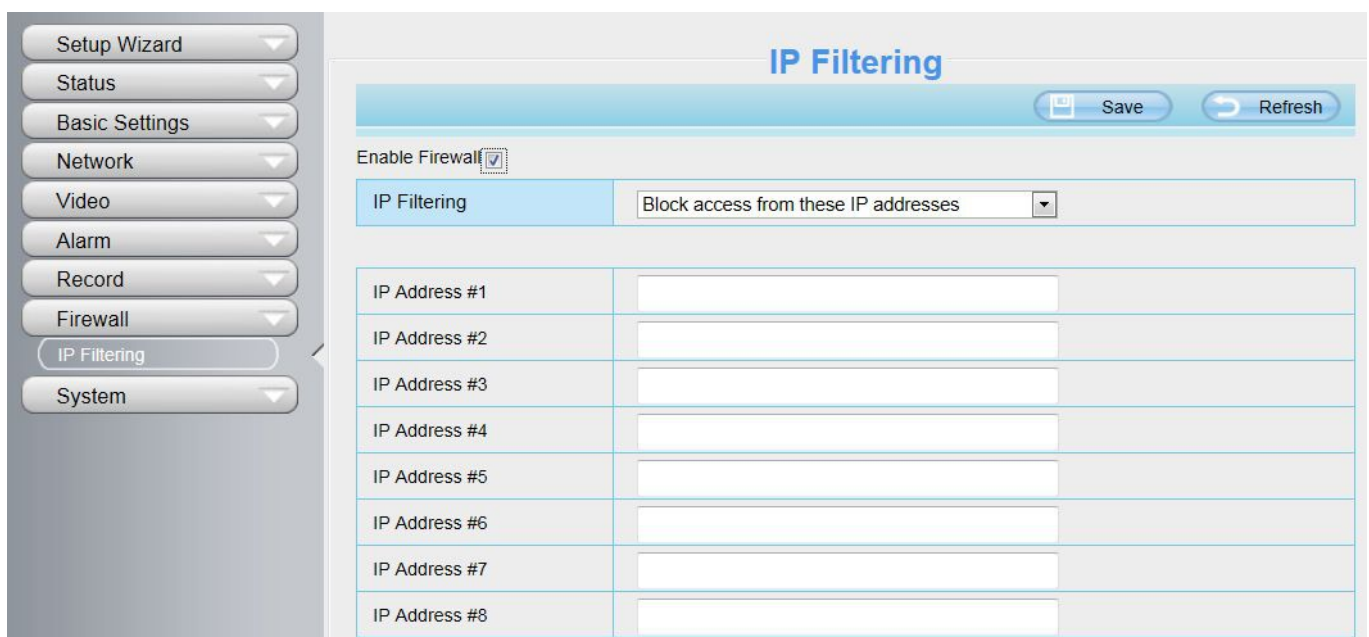 Setup Wizard
Status
Basic Settings
Network
Video
Alarm
Record
Firewall
IP Filtering
System
IP Filtering
Save
Refresh
Enable Firewall
IP Filtering
Block access from these IP addresses
IP Address #1
IP Address #2
IP Address #3
IP Address #4
IP Address #5
IP Address #6
IP Address #7
IP Address #8